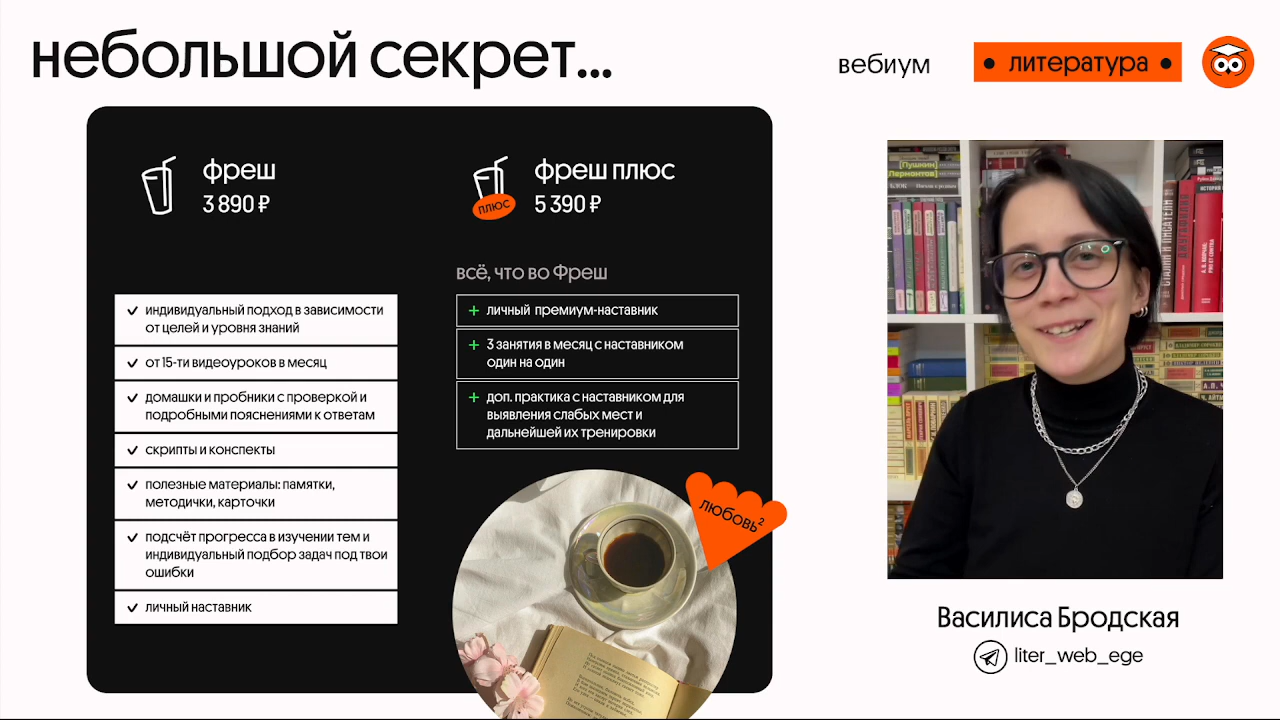 небольшой секрет...
вебиум
• литература •
фреш
3 890 ₽
индивидуальный подход в зависимости
от целей и уровня знаний
от 15-ти видеоуроков в месяц
домашки и пробники с проверкой и
подробными пояснениями к ответам
скрипты и конспекты
полезные материалы: памятки,
методички, карточки
подсчёт прогресса в изучении тем и
индивидуальный подбор задач под твои
ошибки
личный наставник
плюс
фреш плюс
5 390 ₽
всё, что во Фреш
+ личный премиум-наставник
+ 3 занятия в месяц с наставником
один на один
+ доп. практика с наставником для
выявления слабых мест и
дальнейшей их тренировки
любовь²
Пушкин
Лермонтов
Василиса Бродская
liter_web_ege